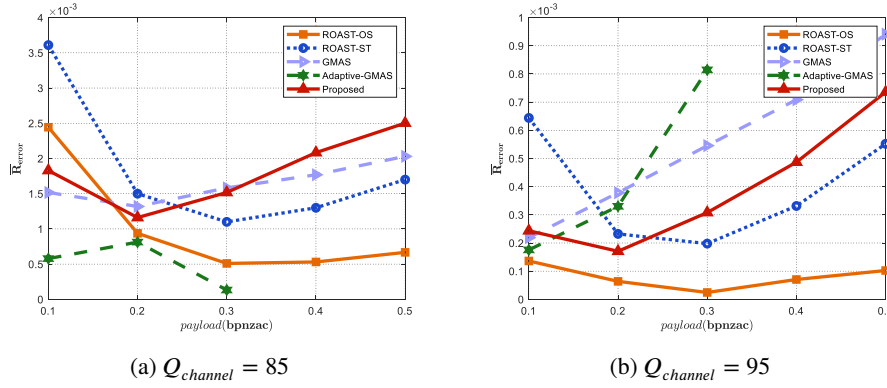 ×10⁻³
4
3.5
3
2.5
2
1.5
1
0.5
0
R̅error
0.1 0.2 0.3 0.4 0.5
payload(bpnzac)
ROAST-OS
ROAST-ST
GMAS
Adaptive-GMAS
Proposed
(a) Qchannel = 85
×10⁻³
1
0.9
0.8
0.7
0.6
0.5
0.4
0.3
0.2
0.1
0
R̅error
0.1 0.2 0.3 0.4 0.
payload(bpnzac)
ROAST-OS
ROAST-ST
GMAS
Adaptive-GMAS
Proposed
(b) Qchannel = 95